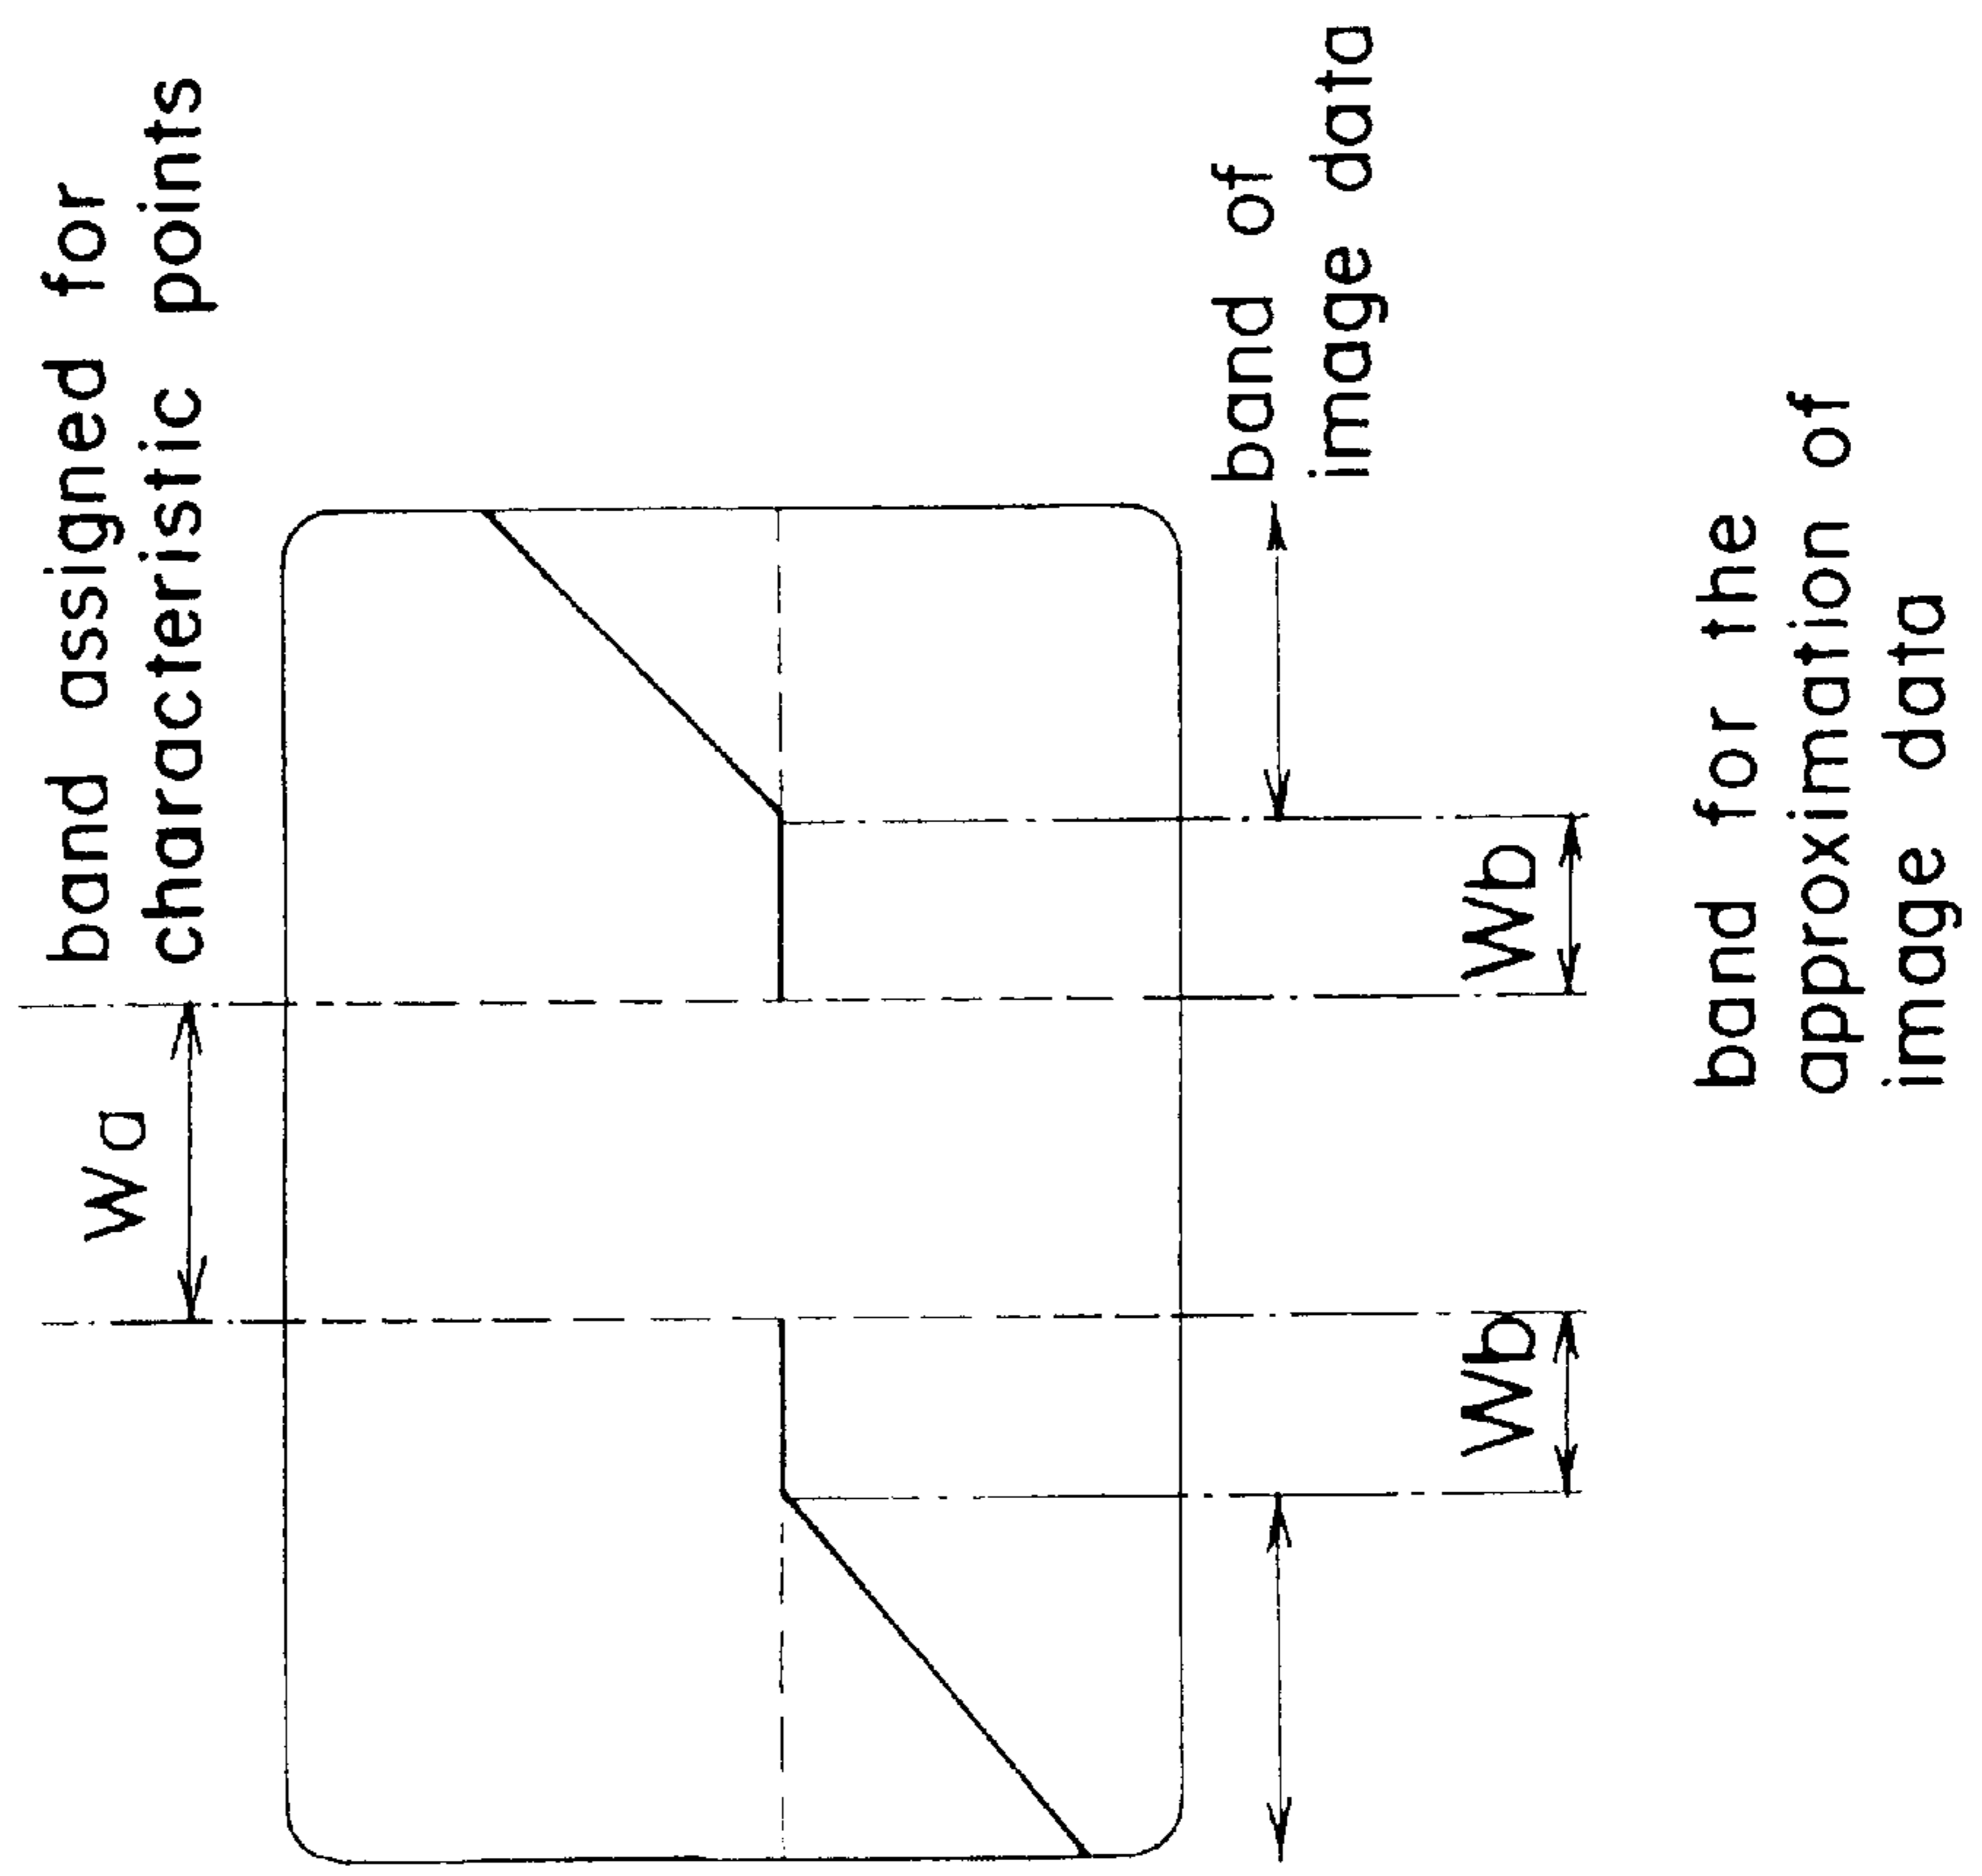 band assigned for
characteristic points
Wa
band of
image data
Wb
Wb
band for the
approximation of
image data